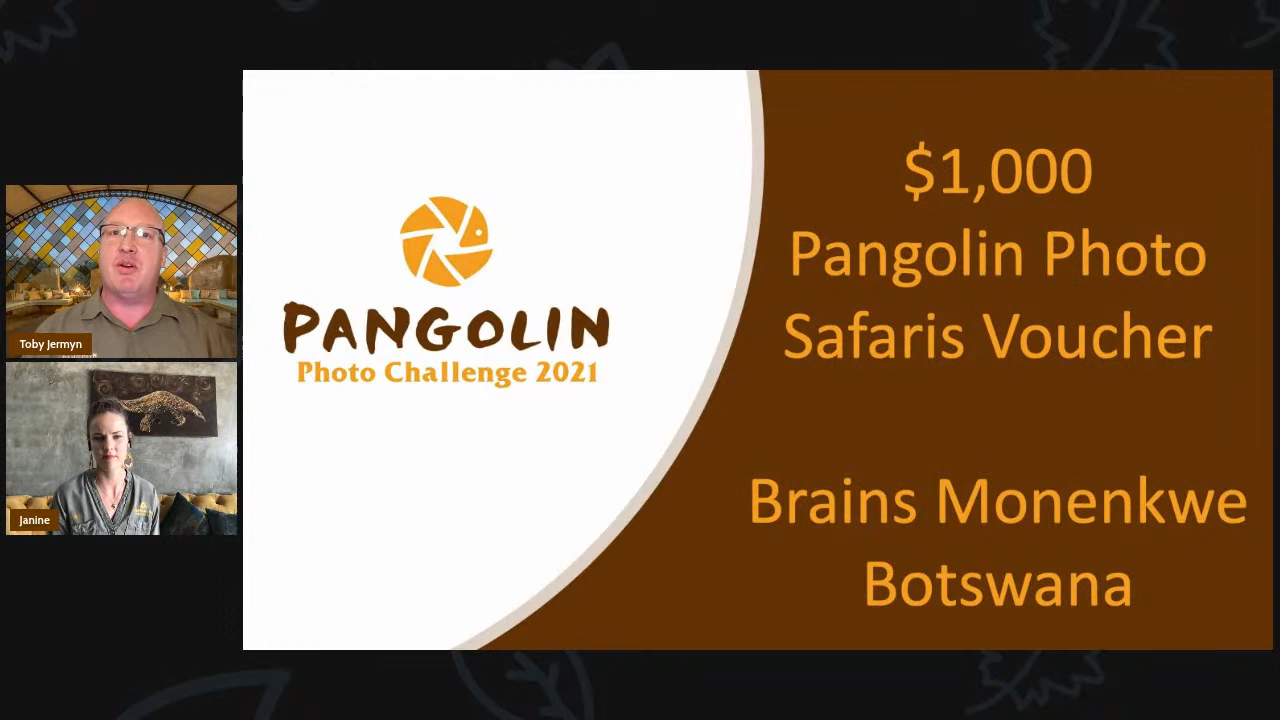 $1,000
Pangolin Photo
Safaris Voucher
Brains Monenkwe
Botswana
PANGOLIN
Photo Challenge 2021
Toby Jermyn
Janine